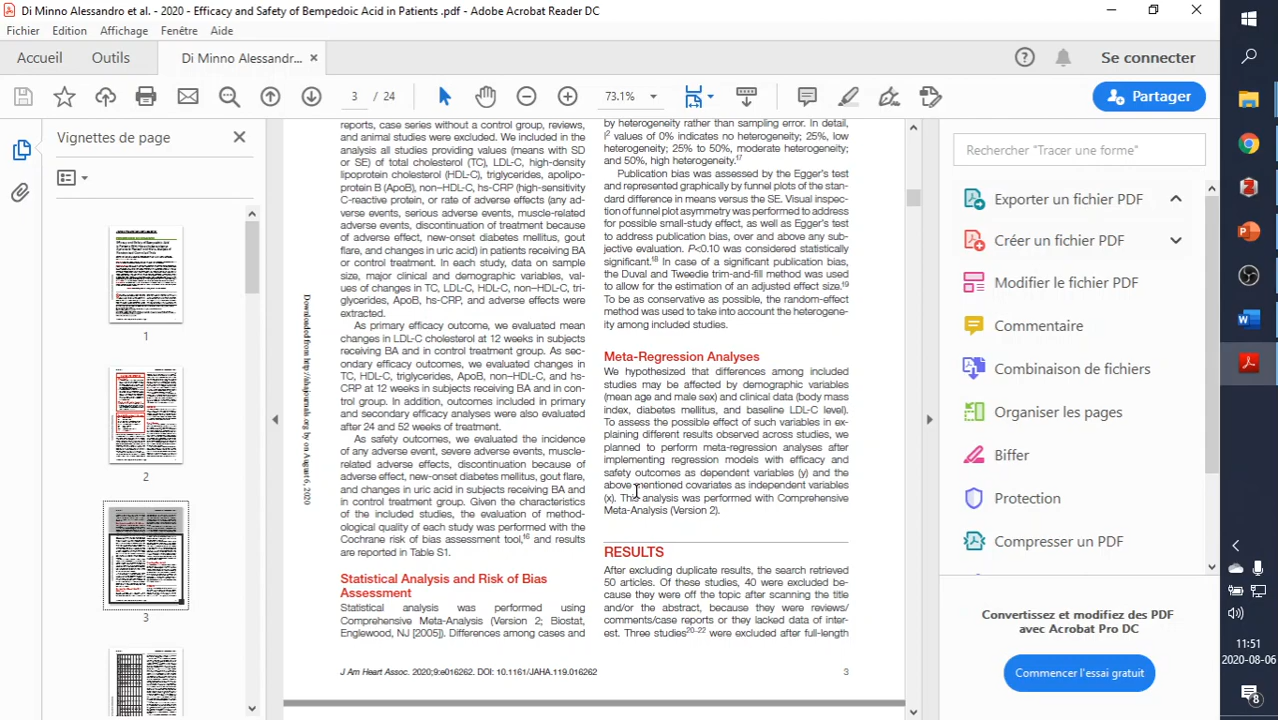 Di Minno Alessandro et al. - 2020 - Efficacy and Safety of Bempedoic Acid in Patients .pdf - Adobe Acrobat Reader DC
Fichier Edition Affichage Fenêtre Aide
Accueil Outils Di Minno Alessandr... Se connecter
3 / 24 73.1% Partager
Vignettes de page
1
2
3
reports, case series without a control group, reviews,
and animal studies were excluded. We included in the
analysis all studies providing values (means with SD
or SE) of total cholesterol (TC), LDL-C, high-density
lipoprotein cholesterol (HDL-C), triglycerides, apolipo-
protein B (ApoB), non–HDL-C, hs-CRP (high-sensitivity
C-reactive protein, or rate of adverse effects (any ad-
verse events, serious adverse events, muscle-related
adverse events, discontinuation of treatment because
of adverse effect, new-onset diabetes mellitus, gout
flare, and changes in uric acid) in patients receiving BA
or control treatment. In each study, data on sample
size, major clinical and demographic variables, val-
ues of changes in TC, LDL-C, HDL-C, non–HDL-C, tri-
glycerides, ApoB, hs-CRP, and adverse effects were
extracted.
As primary efficacy outcome, we evaluated mean
changes in LDL-C cholesterol at 12 weeks in subjects
receiving BA and in control treatment group. As sec-
ondary efficacy outcome, we evaluated changes in
TC, HDL-C, triglycerides, ApoB, non–HDL-C, and hs-
CRP at 12 weeks in subjects receiving BA and in con-
trol group. In addition, outcomes included in primary
and secondary efficacy analyses were also evaluated
after 24 and 52 weeks of treatment.
As safety outcomes, we evaluated the incidence
of any adverse event, severe adverse events, muscle-
related adverse effects, discontinuation because of
adverse effect, new-onset diabetes mellitus, gout flare,
and changes in uric acid in subjects receiving BA and
in control treatment group. Given the characteristics
of the included studies, the evaluation of method-
ological quality of each study was performed with the
Cochrane risk of bias assessment tool,16 and results
are reported in Table S1.
Statistical Analysis and Risk of Bias
Assessment
Statistical analysis was performed using
Comprehensive Meta-Analysis (Version 2; Biostat,
Englewood, NJ [2005]). Differences among cases and
by heterogeneity rather than sampling error. In detail,
I2 values of 0% indicates no heterogeneity; 25%, low
heterogeneity; 25% to 50%, moderate heterogeneity;
and 50%, high heterogeneity.17
Publication bias was assessed by the Egger's test
and represented graphically by funnel plots of the stan-
dard difference in means versus the SE. Visual inspec-
tion of funnel plot asymmetry was performed to address
for possible small-study effect, as well as Egger's test
to address publication bias, over and above any sub-
jective evaluation. P<0.10 was considered statistically
significant.18 In case of a significant publication bias,
the Duval and Tweedie trim-and-fill method was used
to allow for the estimation of an adjusted effect size.19
To be as conservative as possible, the random-effect
method was used to take into account the heterogene-
ity among included studies.
Meta-Regression Analyses
We hypothesized that differences among included
studies may be affected by demographic variables
(mean age and male sex) and clinical data (body mass
index, diabetes mellitus, and baseline LDL-C level).
To assess the possible effect of such variables in ex-
plaining different results observed across studies, we
planned to perform meta-regression analyses after
implementing regression models with efficacy and
safety outcomes as dependent variables (y) and the
above mentioned covariates as independent variables
(x). This analysis was performed with Comprehensive
Meta-Analysis (Version 2).
RESULTS
After excluding duplicate results, the search retrieved
50 articles. Of these studies, 40 were excluded be-
cause they were off the topic after scanning the title
and/or the abstract, because they were reviews/
comments/case reports or they lacked data of inter-
est. Three studies20–22 were excluded after full-length
Downloaded from http://ahajournals.org by on August 6, 2020
J Am Heart Assoc. 2020;9:e016262. DOI: 10.1161/JAHA.119.016262 3
Rechercher "Tracer une forme"
Exporter un fichier PDF
Créer un fichier PDF
Modifier le fichier PDF
Commentaire
Combinaison de fichiers
Organiser les pages
Biffer
Protection
Compresser un PDF
Convertissez et modifiez des PDF
avec Acrobat Pro DC
Commencer l'essai gratuit
11:51
2020-08-06
8